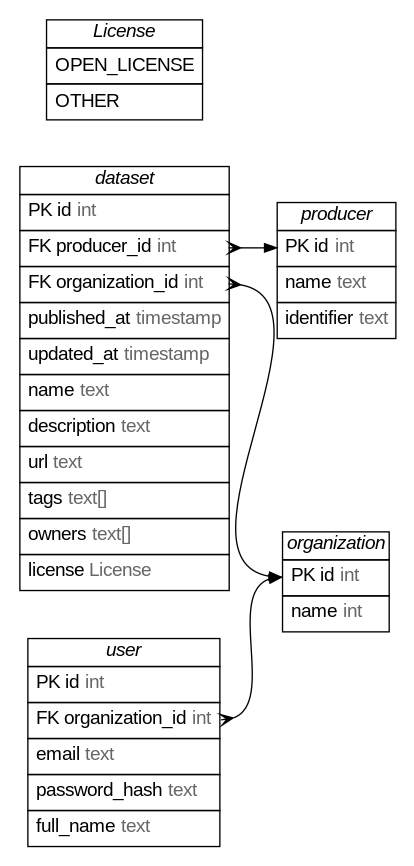 License
OPEN_LICENSE
OTHER
dataset
PK id int
FK producer_id int
FK organization_id int
published_at timestamp
updated_at timestamp
name text
description text
url text
tags text[]
owners text[]
license License
producer
PK id int
name text
identifier text
organization
PK id int
name int
user
PK id int
FK organization_id int
email text
password_hash text
full_name text